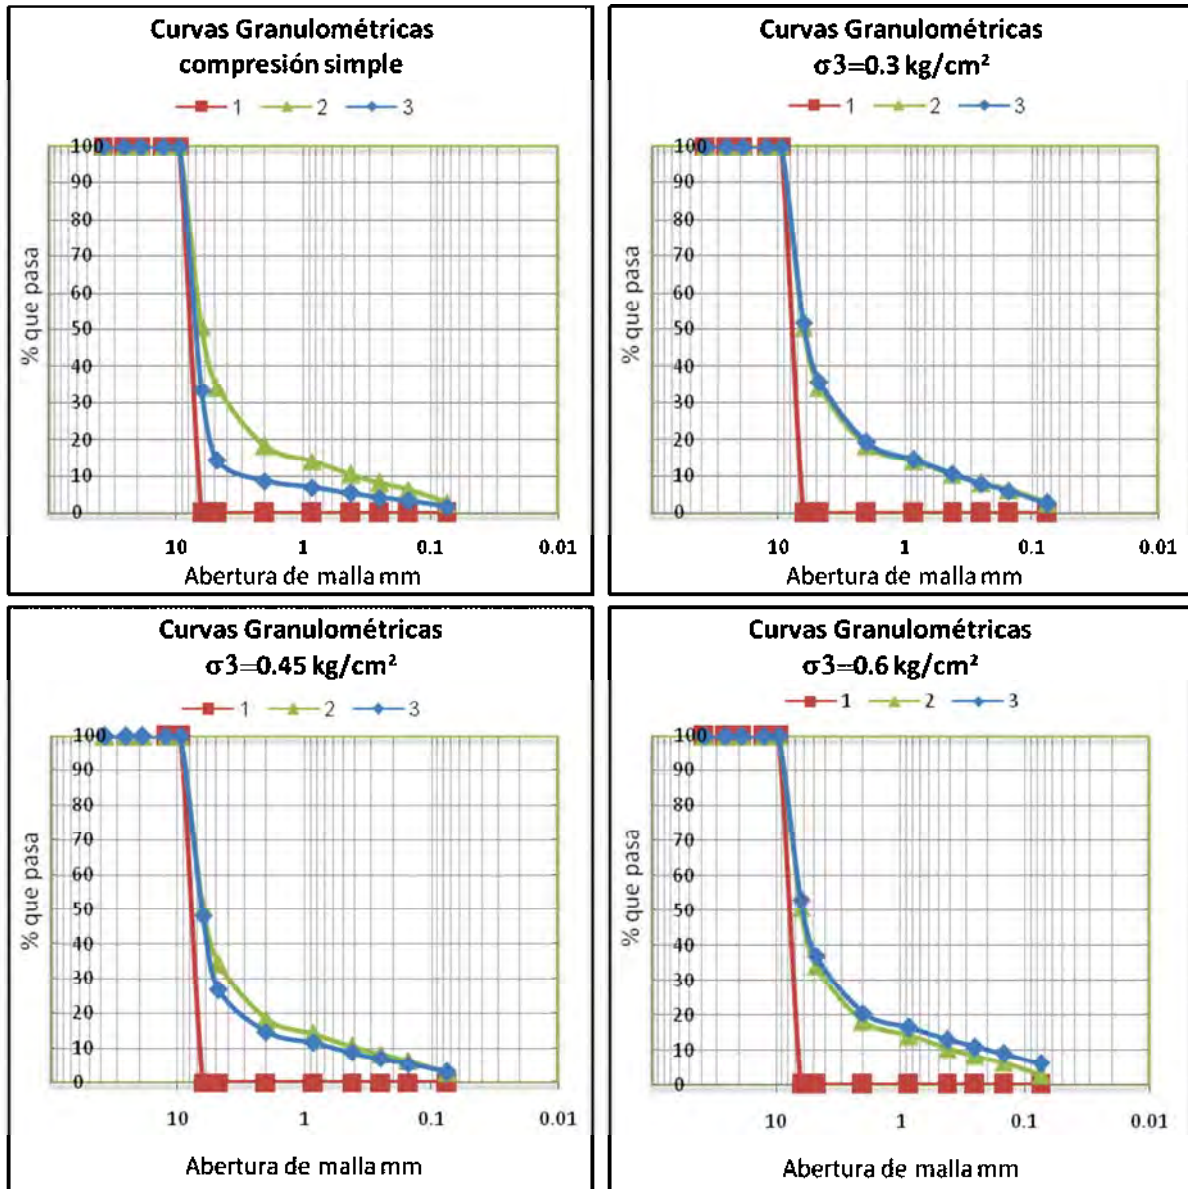 Curvas Granulométricas
compresión simple
1 2 3
100
90
80
70
60
50
40
30
20
10
0
% que pasa
10 1 0.1 0.01
Abertura de malla mm
Curvas Granulométricas
σ3=0.3 kg/cm²
1 2 3
100
90
80
70
60
50
40
30
20
10
0
% que pasa
10 1 0.1 0.01
Abertura de malla mm
Curvas Granulométricas
σ3=0.45 kg/cm²
1 2 3
100
90
80
70
60
50
40
30
20
10
0
% que pasa
10 1 0.1 0.01
Abertura de malla mm
Curvas Granulométricas
σ3=0.6 kg/cm²
1 2 3
100
90
80
70
60
50
40
30
20
10
0
% que pasa
10 1 0.1 0.01
Abertura de malla mm